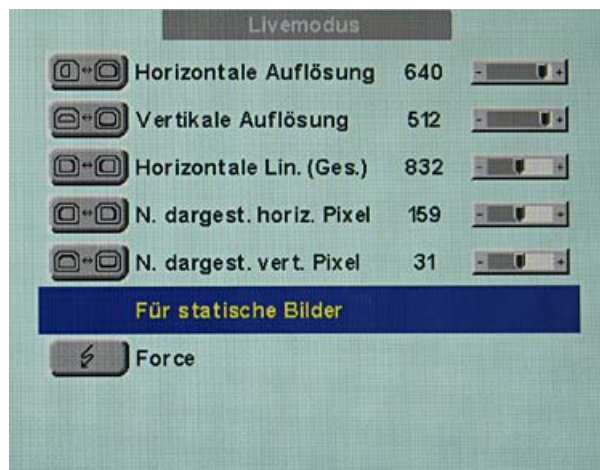 Livemodus
Horizontale Auflösung 640
Vertikale Auflösung 512
Horizontale Lin. (Ges.) 832
N. dargest. horiz. Pixel 159
N. dargest. vert. Pixel 31
Für statische Bilder
Force